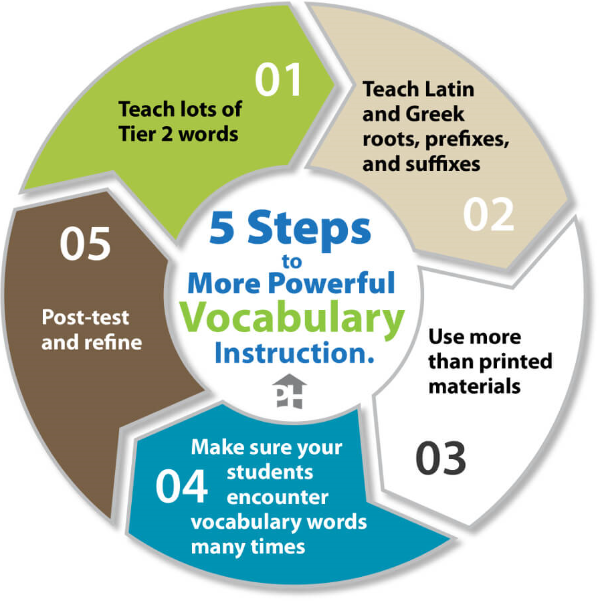 5 Steps
to
More Powerful
Vocabulary
Instruction.
PH
01
Teach lots of
Tier 2 words
Teach Latin
and Greek
roots, prefixes,
and suffixes
02
Use more
than printed
materials
03
Make sure your
students
04
encounter
vocabulary words
many times
05
Post-test
and refine